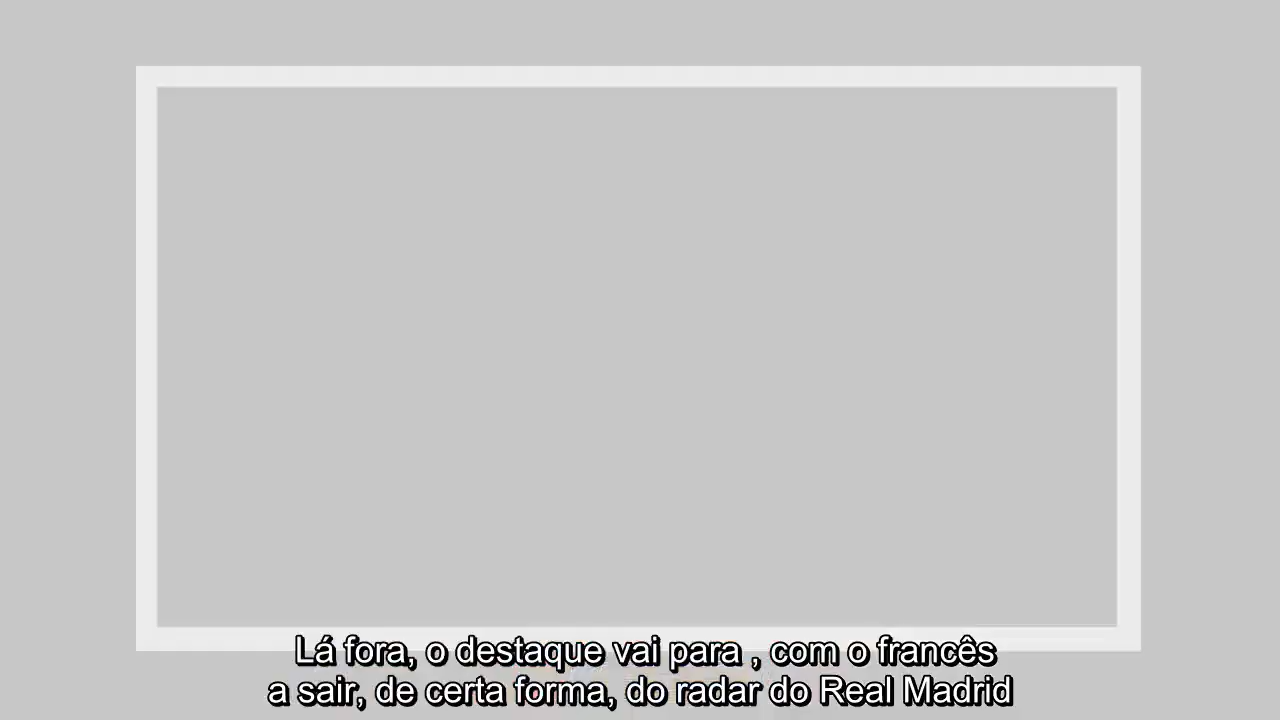 Lá fora, o destaque vai para , com o francês
a sair, de certa forma, do radar do Real Madrid